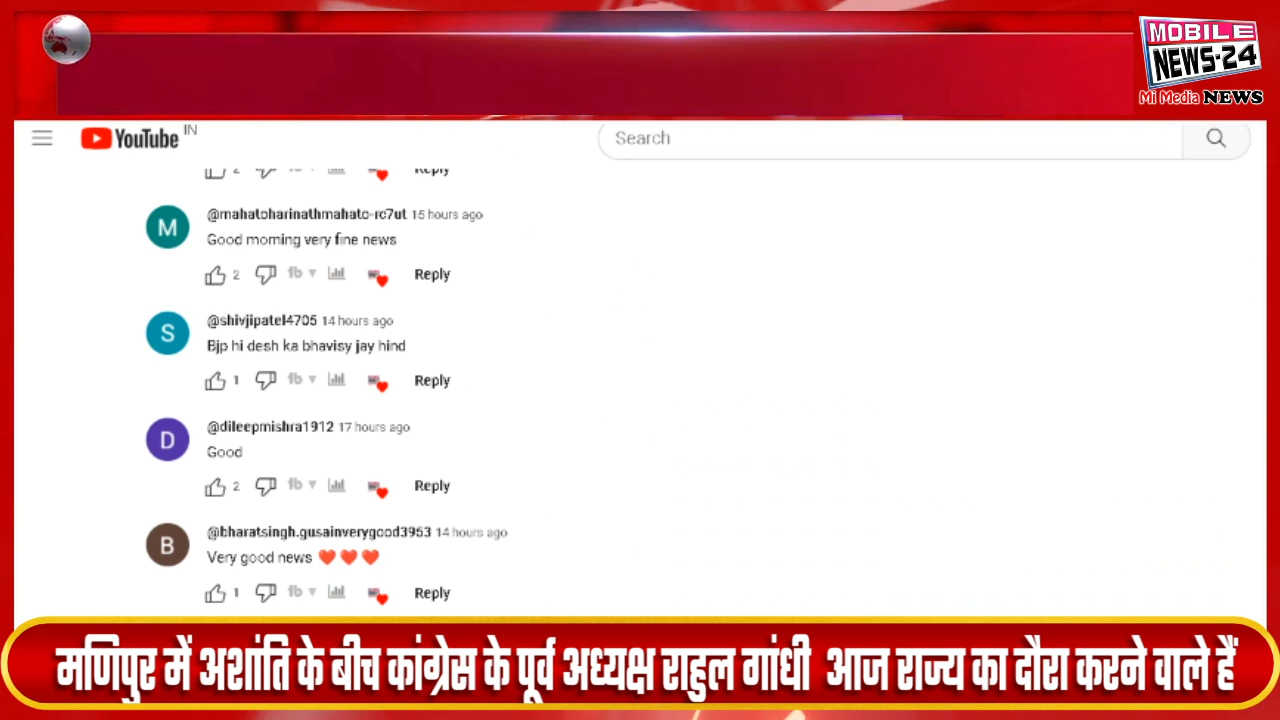 MOBILE
NEWS-24
Mi Media NEWS
YouTube IN
Search
2 Reply
@mahatoharinathmahato-rc7ut 15 hours ago
Good morning very fine news
2 Reply
@shivjipatel4705 14 hours ago
Bjp hi desh ka bhavisy jay hind
1 Reply
@dileepmishra1912 17 hours ago
Good
2 Reply
@bharatsingh.gusainverygood3953 14 hours ago
Very good news ❤️❤️❤️
1 Reply
मणिपुर में अशांति के बीच कांग्रेस के पूर्व अध्यक्ष राहुल गांधी आज राज्य का दौरा करने वाले हैं